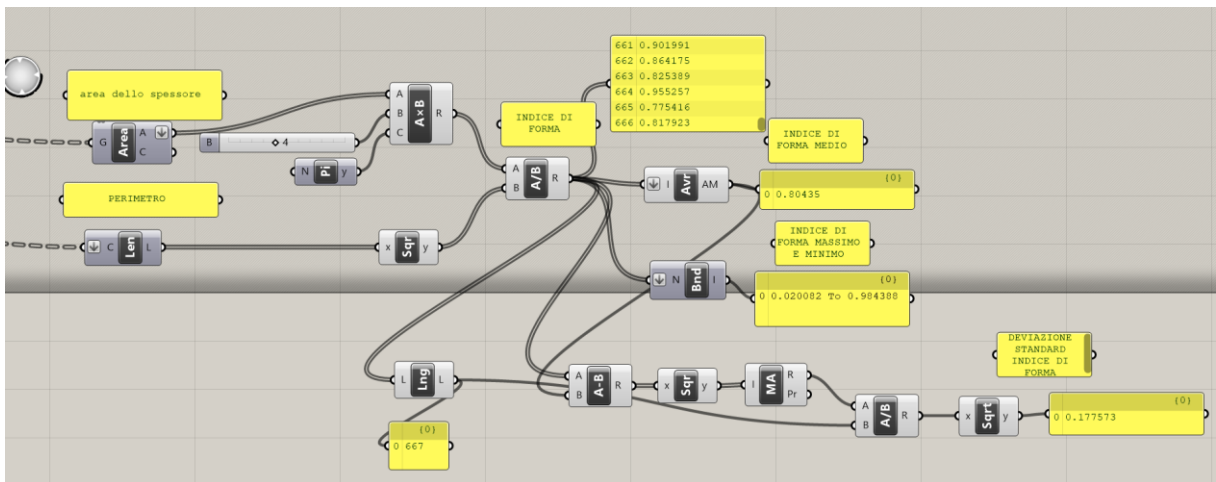 area dello spessore
G
Area
A
C
B
4
N
Pi
y
A
B
C
A×B
R
PERIMETRO
C
Len
L
x
Sqr
y
INDICE DI
FORMA
A
B
A/B
R
661 0.901991
662 0.864175
663 0.825389
664 0.955257
665 0.775416
666 0.817923
INDICE DI
FORMA MEDIO
I
Avr
AM
{0}
0 0.80435
INDICE DI
FORMA MASSIMO
E MINIMO
N
Bnd
I
{0}
0 0.020082 To 0.984388
L
Lng
L
{0}
0 667
A
B
A-B
R
x
Sqr
y
I
MA
R
Pr
A
B
A/B
R
x
Sqrt
y
DEVIAZIONE
STANDARD
INDICE DI
FORMA
{0}
0 0.177573